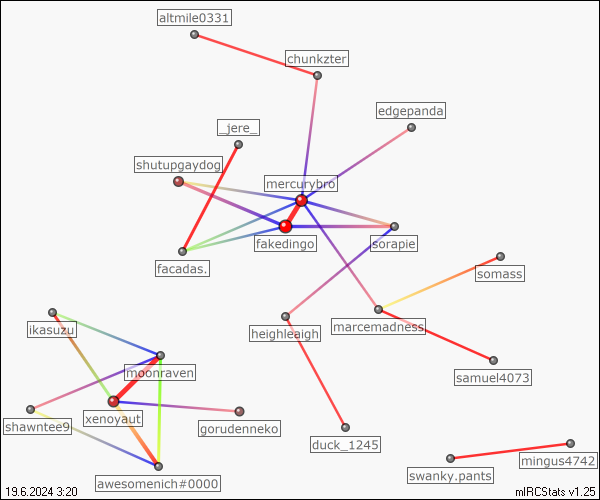 altmile0331
chunkzter
edgepanda
_jere_
shutupgaydog
mercurybro
fakedingo
sorapie
facadas.
somass
ikasuzu
heighleigh
marcemadness
moonraven
samuel4073
xenoyaut
shawntee9
gorudenneko
duck_1245
awesomenich#0000
swanky.pants
mingus4742
19.6.2024 3:20
mIRCStats v1.25